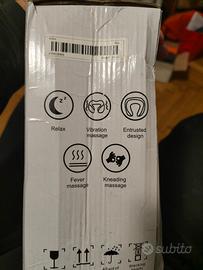 Relax
Vibration
massage
Entrusted
design
Fever
massage
Kneading
massage
subito